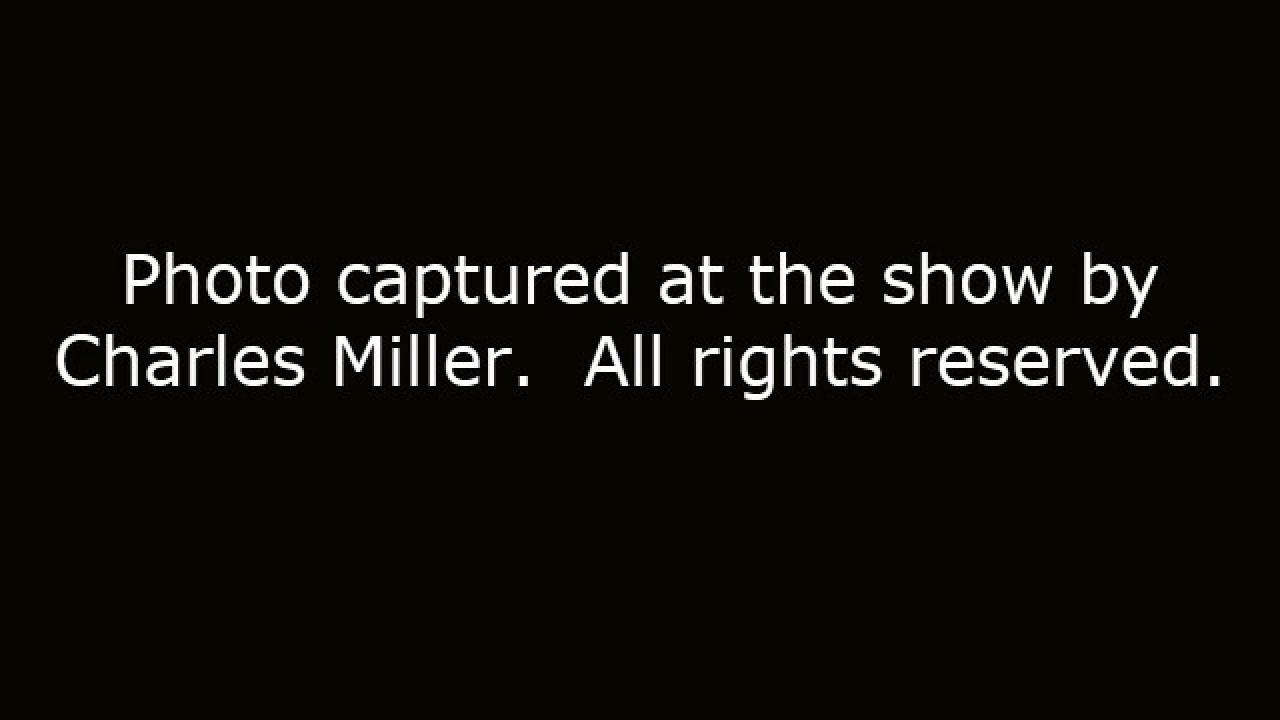 Photo captured at the show by
Charles Miller.  All rights reserved.